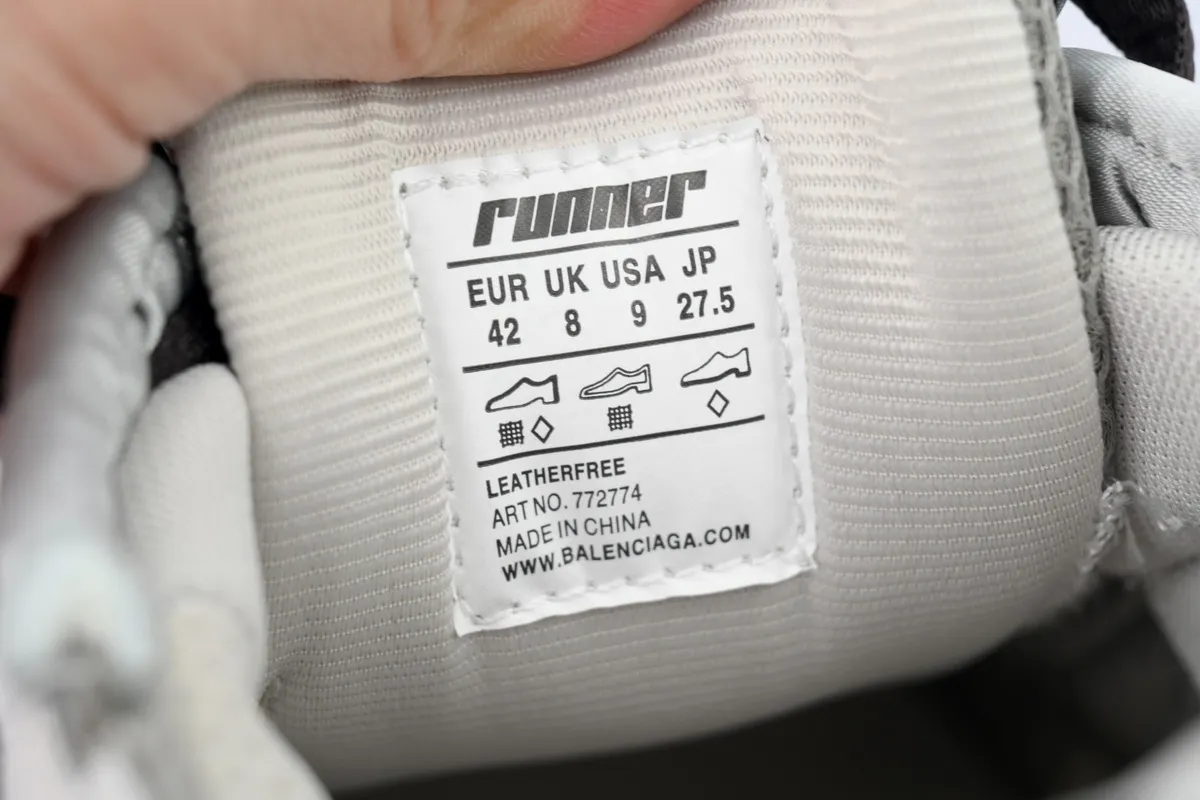 runner
EUR UK USA JP
42 8 9 27.5
LEATHERFREE
ART NO. 772774
MADE IN CHINA
WWW.BALENCIAGA.COM